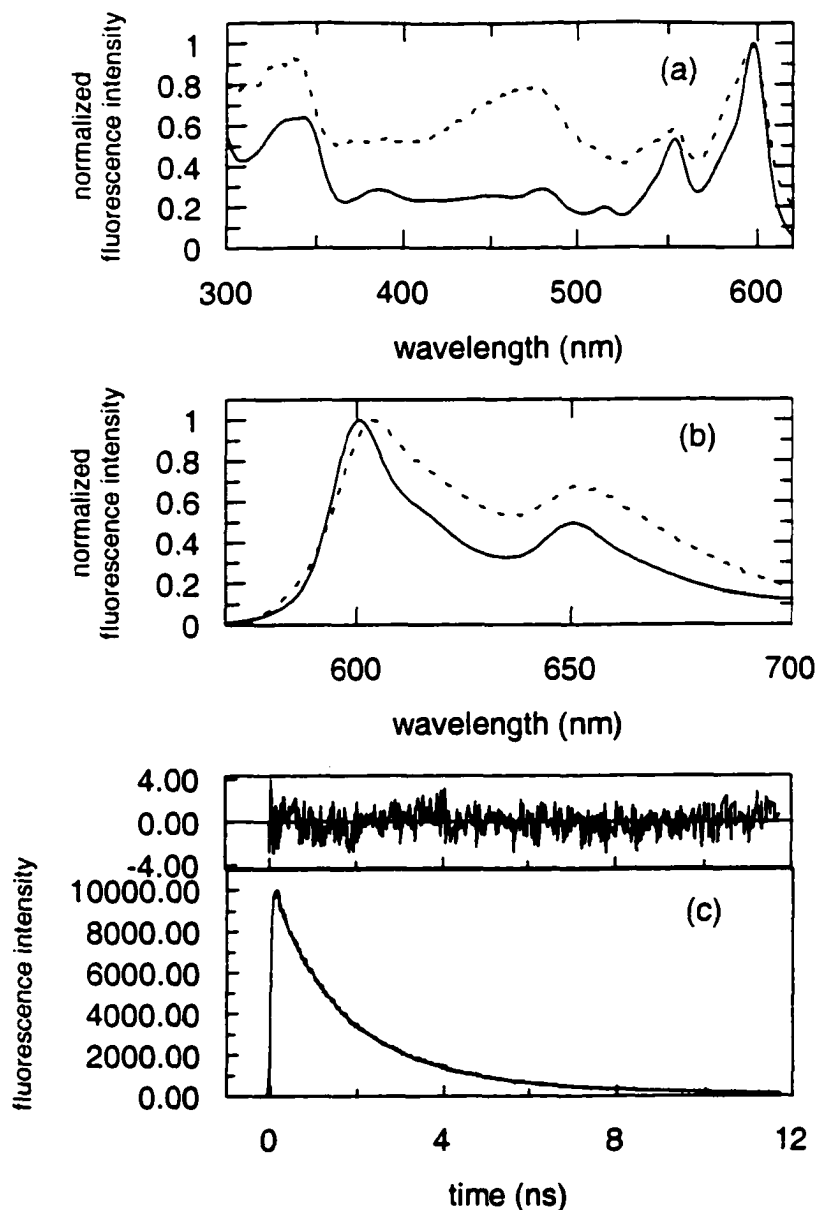 1
(a)
0.8
0.6
0.4
0.2
0
normalized
fluorescence intensity
300 400 500 600
wavelength (nm)
1
(b)
0.8
0.6
0.4
0.2
0
normalized
fluorescence intensity
600 650 700
wavelength (nm)
4.00
0.00
-4.00
10000.00
(c)
8000.00
6000.00
4000.00
2000.00
0.00
fluorescence intensity
0 4 8 12
time (ns)